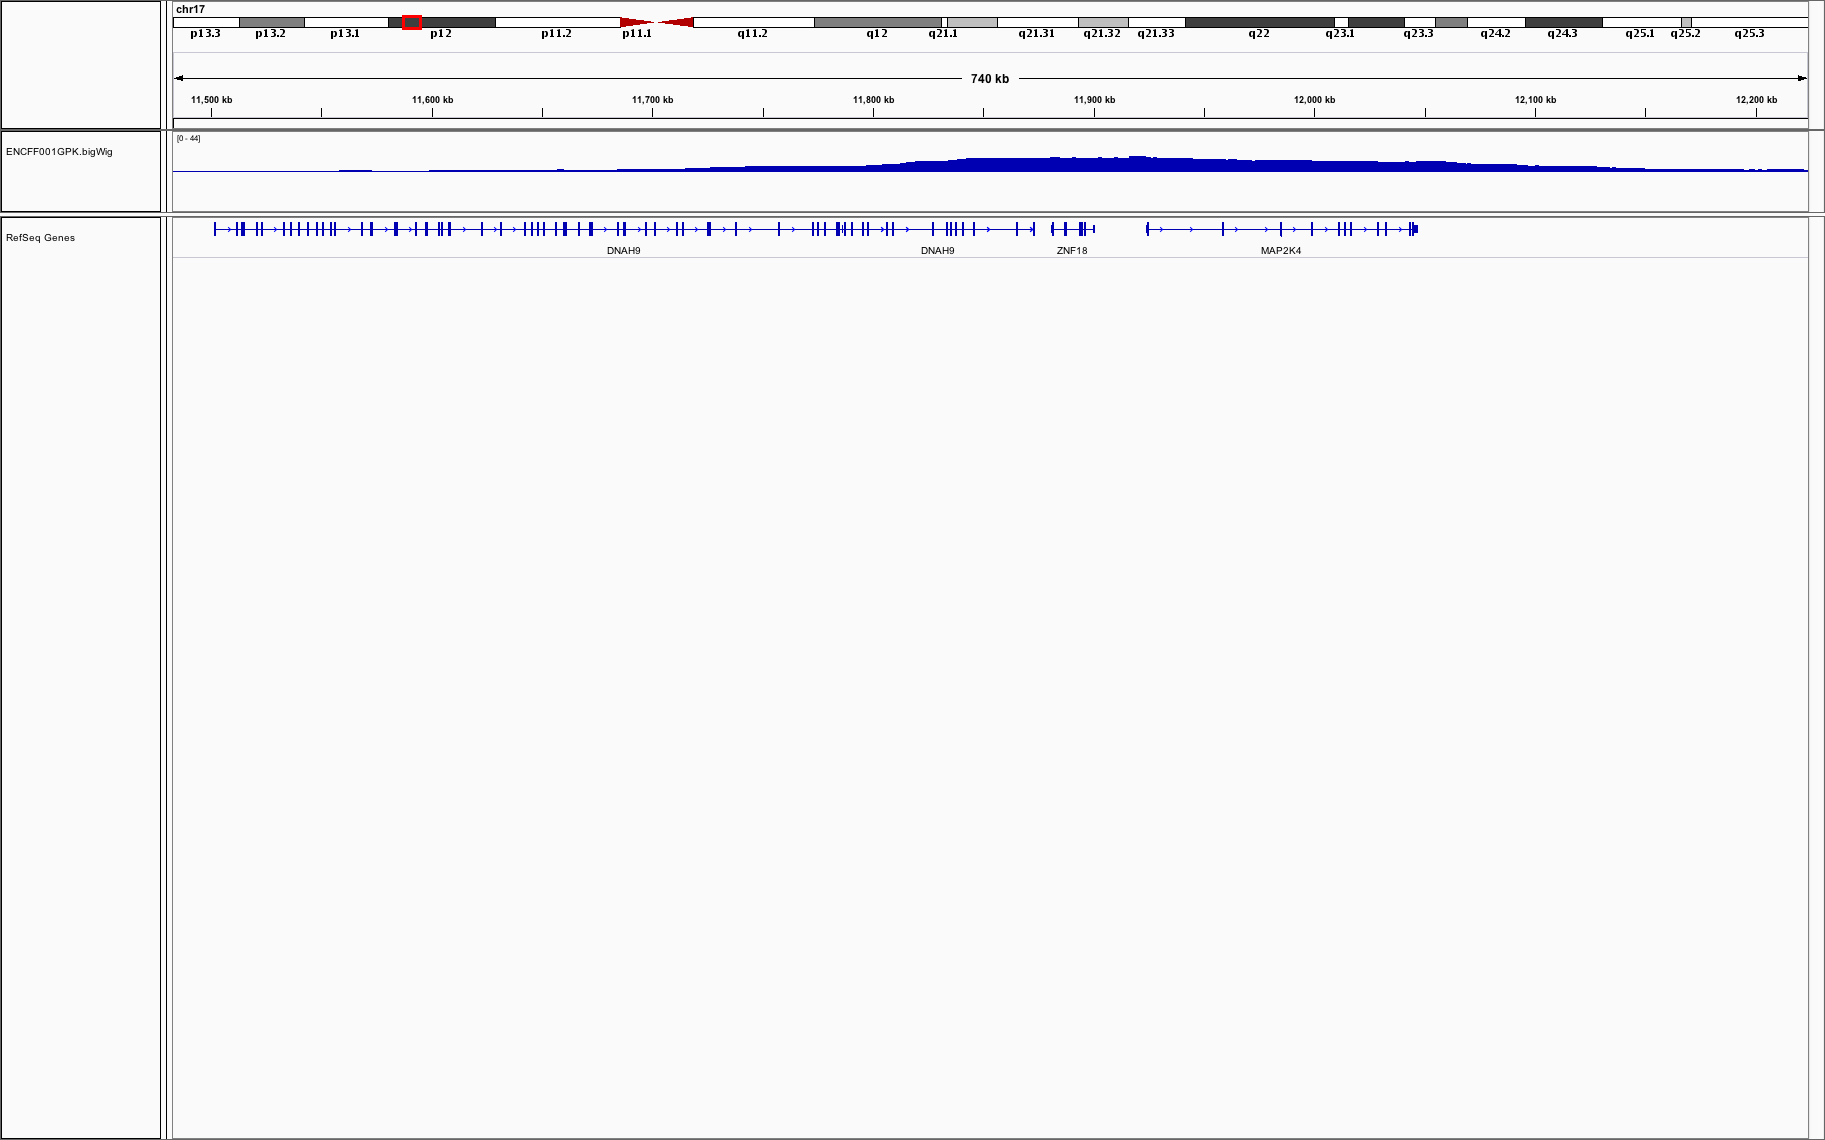 chr17
p13.3 p13.2 p13.1 p12 p11.2 p11.1 q11.2 q12 q21.1 q21.31 q21.32 q21.33 q22 q23.1 q23.3 q24.2 q24.3 q25.1 q25.2 q25.3
740 kb
11,500 kb 11,600 kb 11,700 kb 11,800 kb 11,900 kb 12,000 kb 12,100 kb 12,200 kb
[0 - 44]
ENCFF001GPK.bigWig
RefSeq Genes
DNAH9 DNAH9 ZNF18 MAP2K4